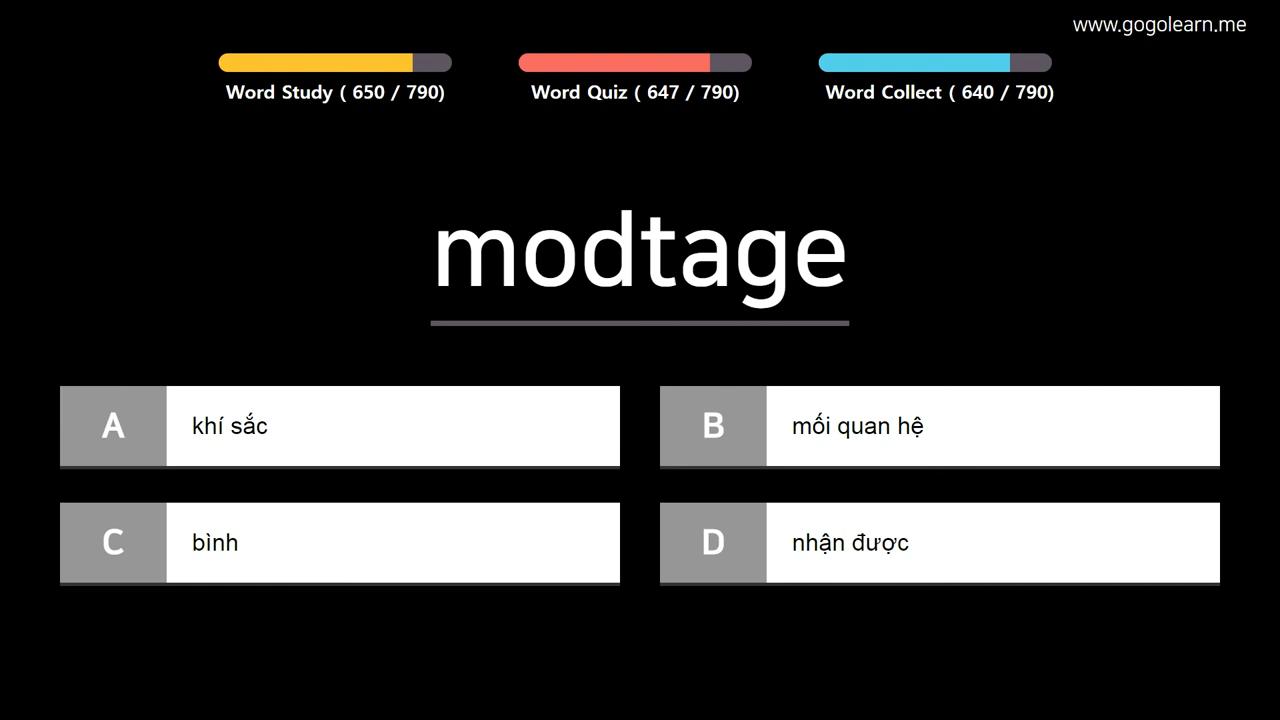 www.gogolearn.me
Word Study ( 650 / 790)
Word Quiz ( 647 / 790)
Word Collect ( 640 / 790)
modtage
A khí sắc
B mối quan hệ
C bình
D nhận được